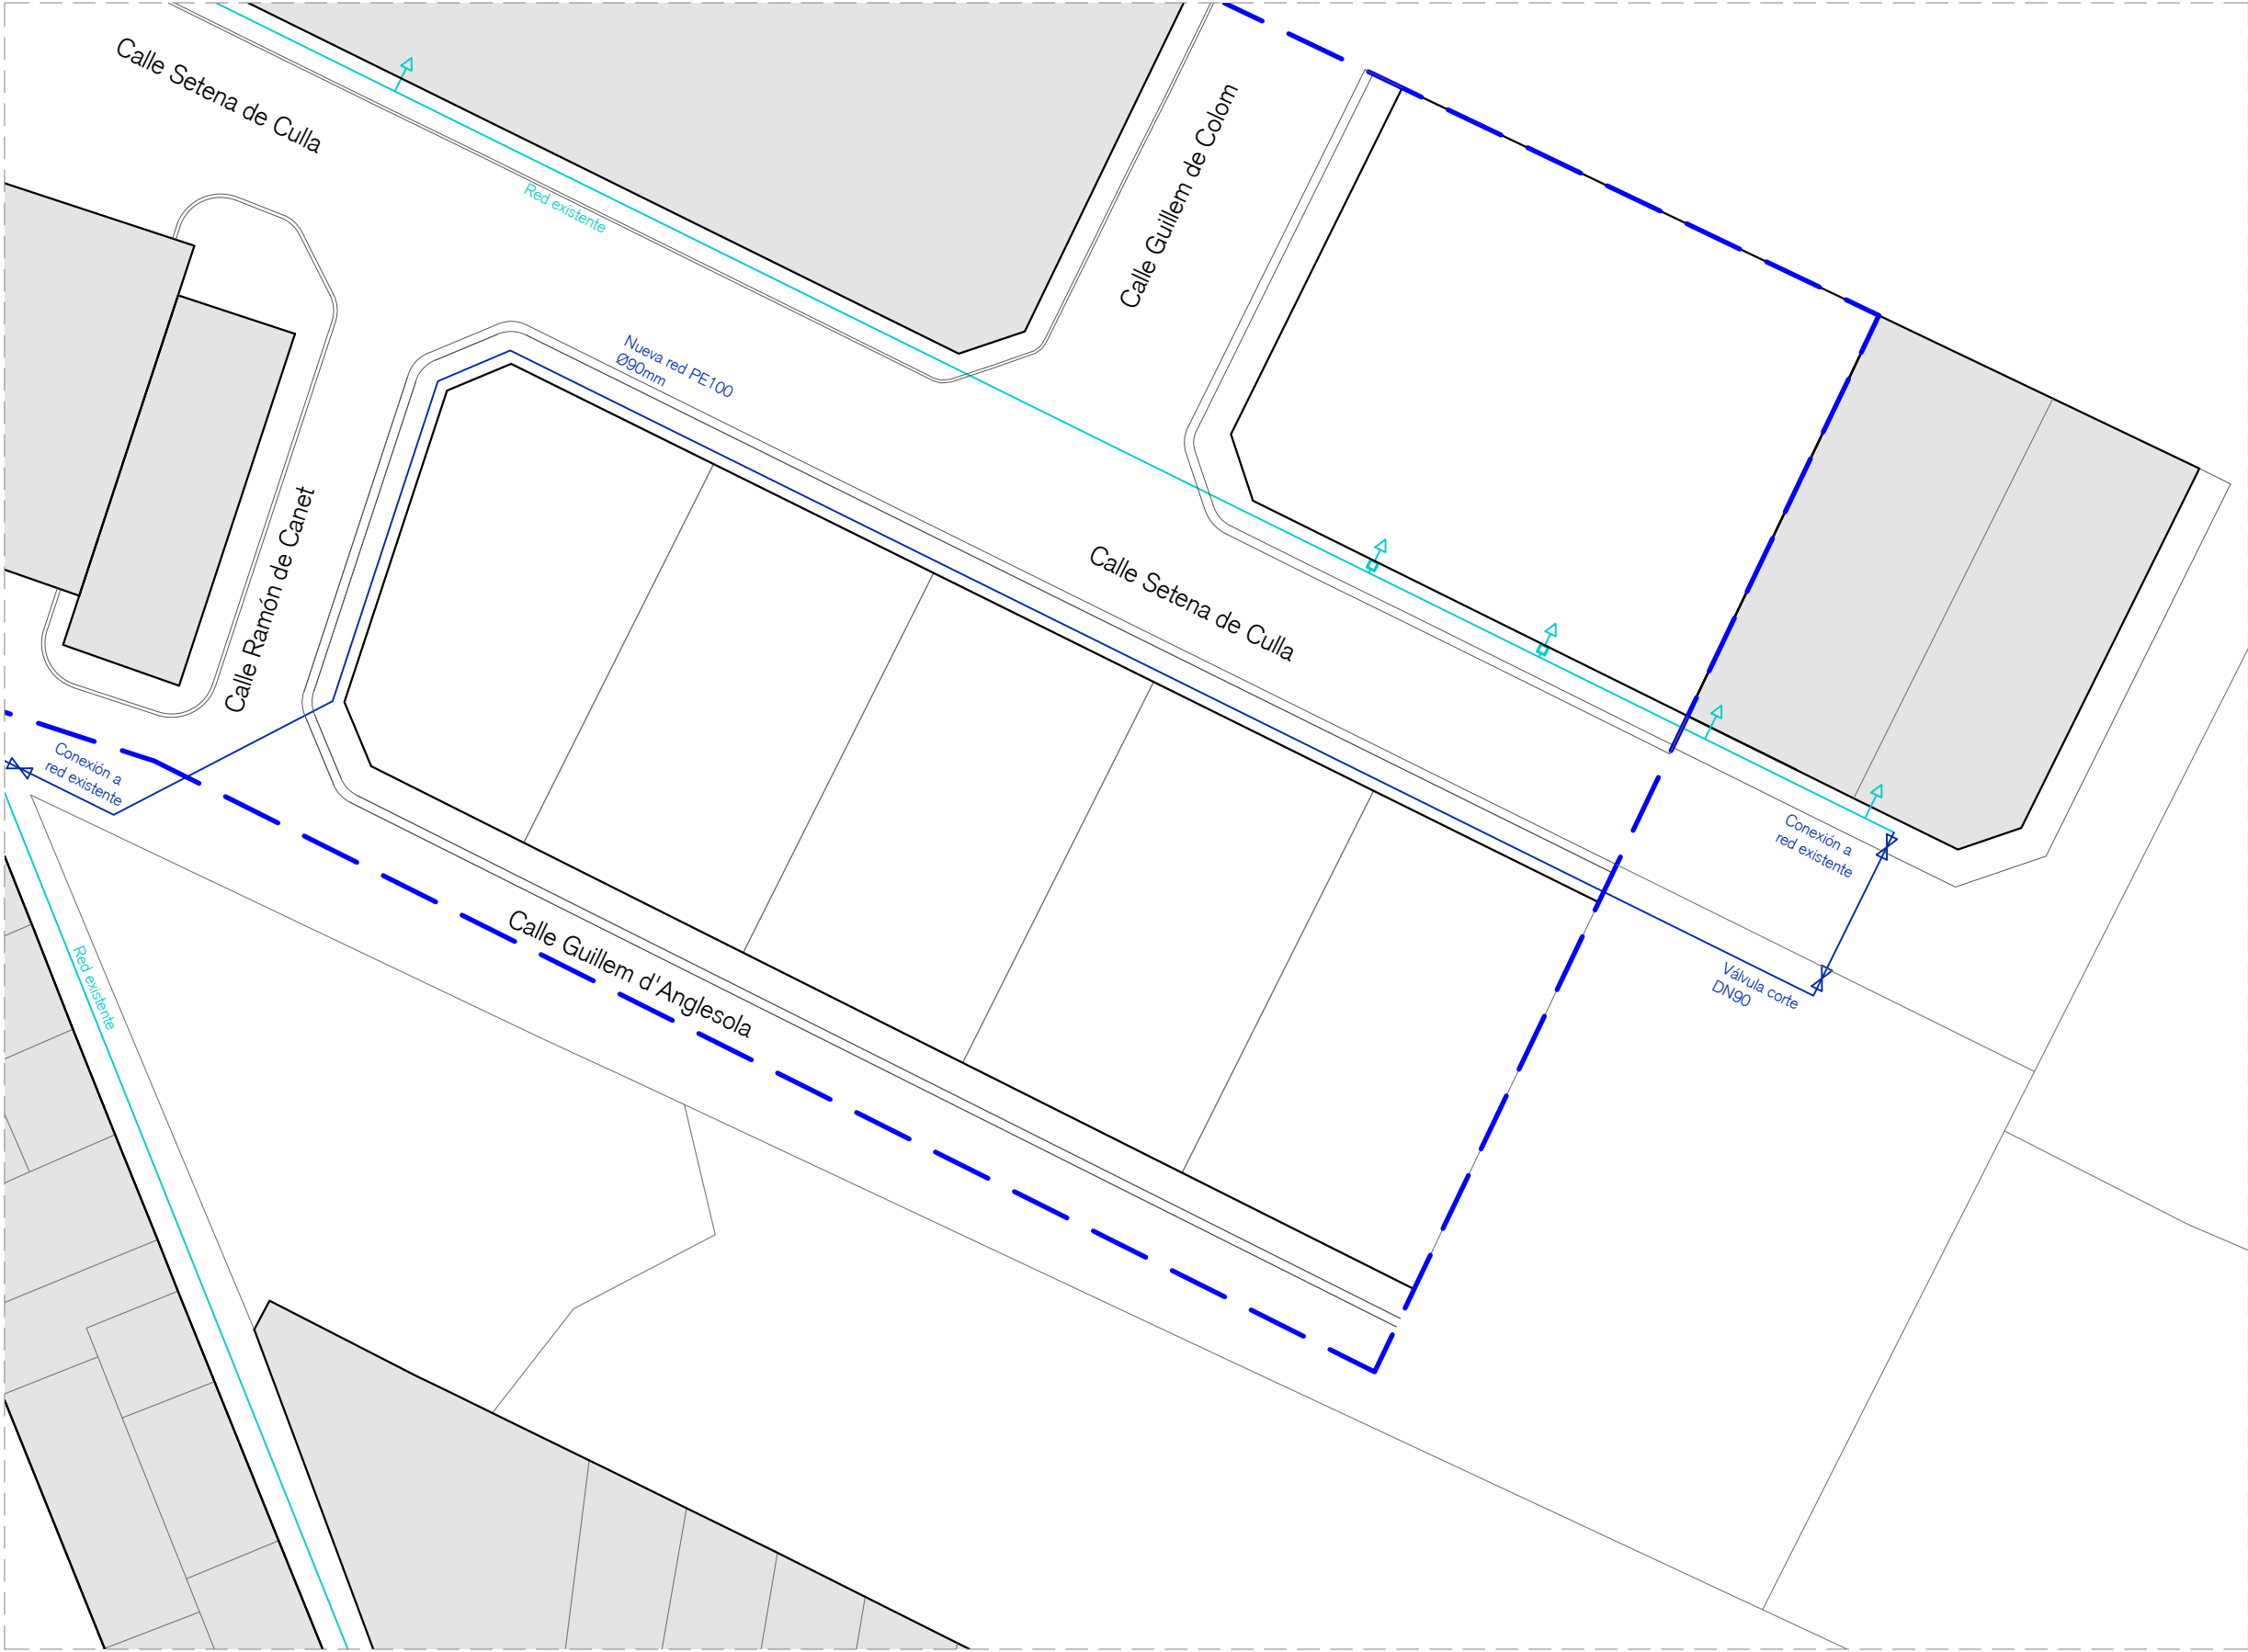 Calle Setena de Culla
Red existente
Calle Guillem de Colom
Nueva red PE100
Ø90mm
Calle Ramón de Canet
Calle Setena de Culla
Conexión a
red existente
Conexión a
red existente
Calle Guillem d'Anglesola
Red existente
Válvula corte
DN90